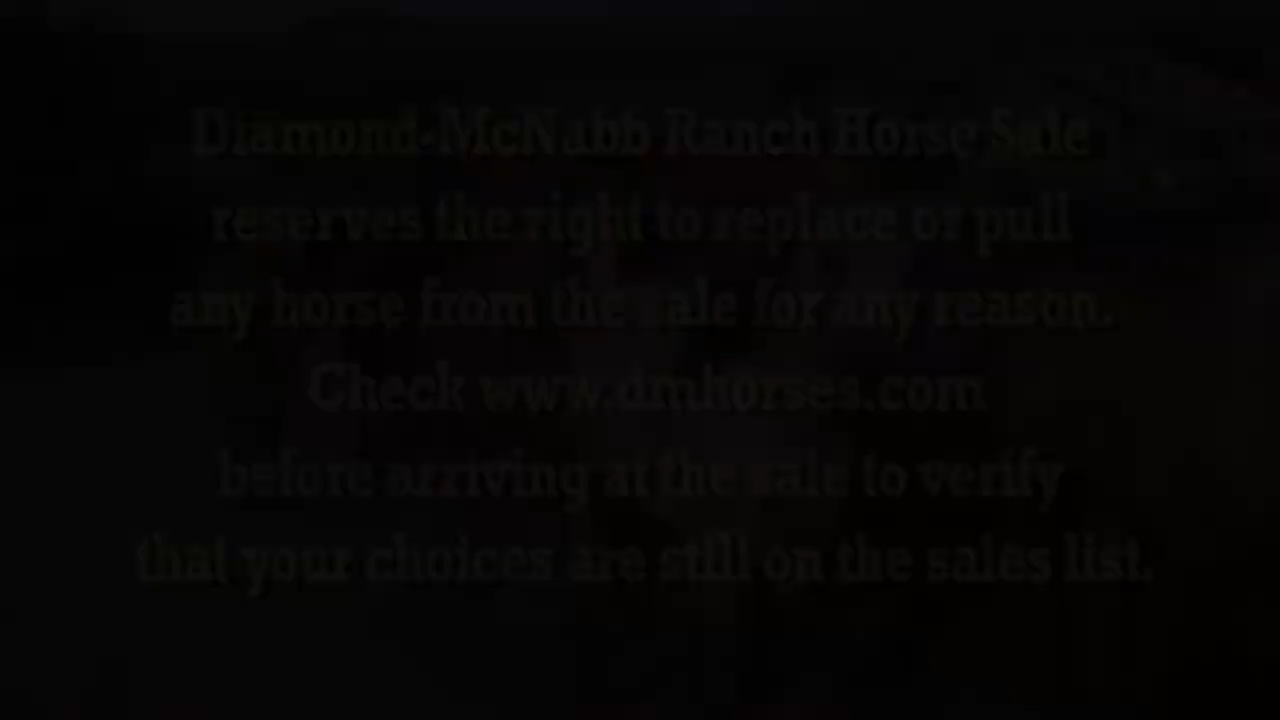 Diamond-McNabb Ranch Horse Sale
reserves the right to replace or pull
any horse from the sale for any reason.
Check www.dmhorses.com
before arriving at the sale to verify
that your choices are still on the sales list.